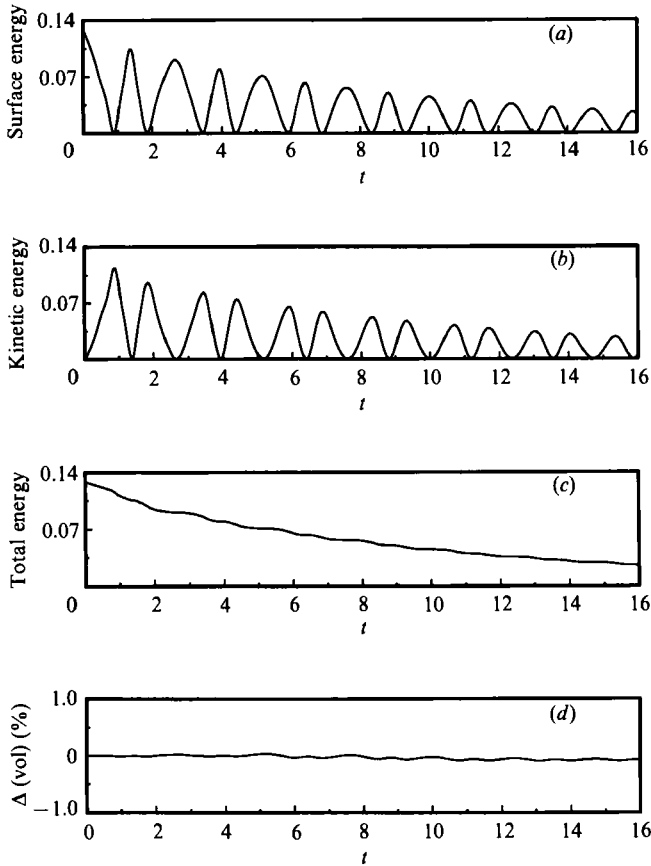 0.14
(a)
Surface energy
0.07
0 2 4 6 8 10 12 14 16
t
0.14
(b)
Kinetic energy
0.07
0 2 4 6 8 10 12 14 16
t
0.14
(c)
Total energy
0.07
0 2 4 6 8 10 12 14 16
t
1.0
(d)
Δ (vol) (%)
0
−1.0
0 2 4 6 8 10 12 14 16
t